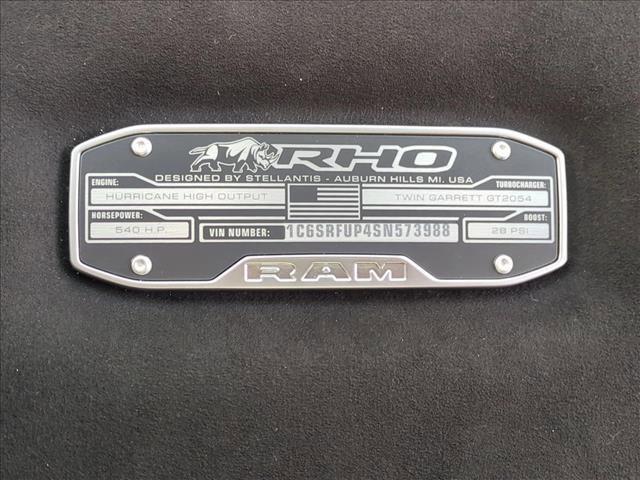 RHO
DESIGNED BY STELLANTIS - AUBURN HILLS MI. USA
ENGINE: TURBOCHARGER:
HURRICANE HIGH OUTPUT TWIN GARRETT GT2054
HORSEPOWER: BOOST:
540 H.P. VIN NUMBER: 1C6SRFUP4SN573988 28 PSI
RAM